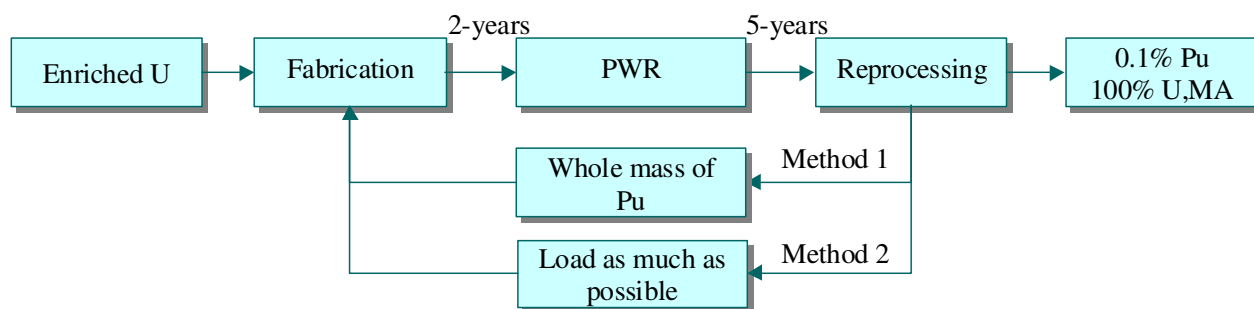 2-years
5-years
Enriched U
Fabrication
PWR
Reprocessing
0.1% Pu
100% U,MA
Whole mass of
Pu
Method 1
Load as much as
possible
Method 2